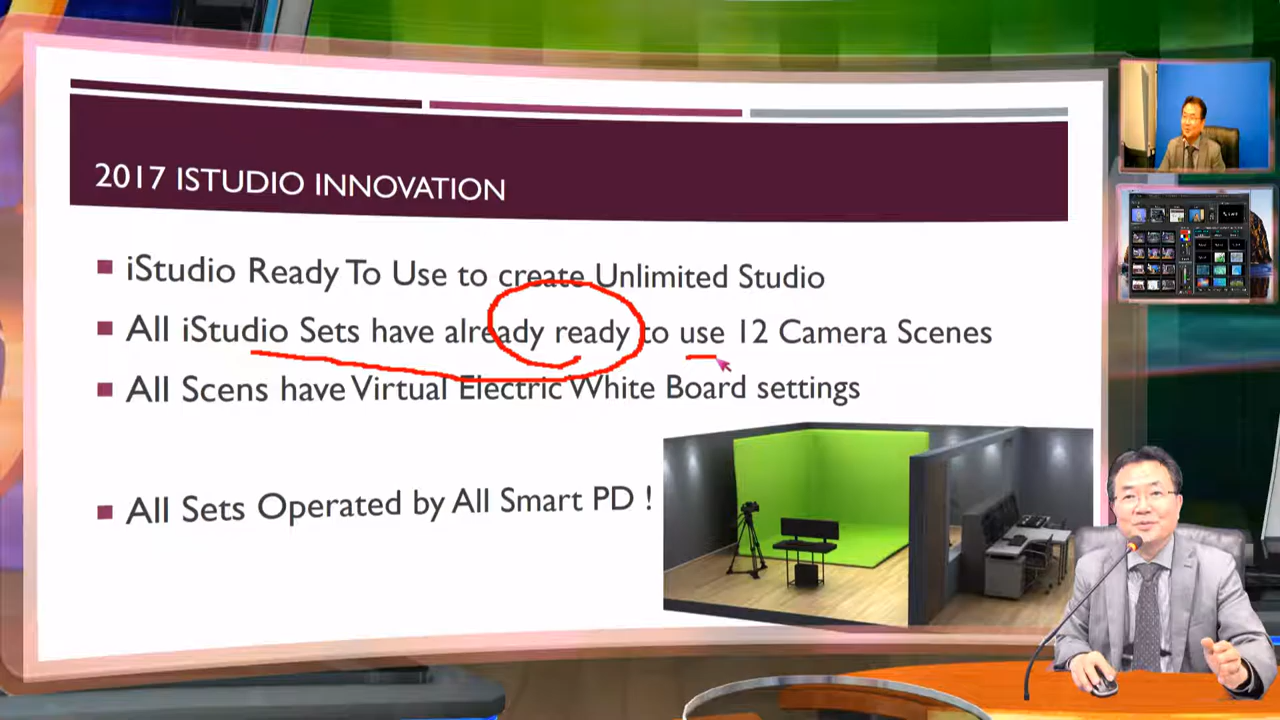 2017 ISTUDIO INNOVATION
iStudio Ready To Use to create Unlimited Studio
All iStudio Sets have already ready to use 12 Camera Scenes
All Scens have Virtual Electric White Board settings
All Sets Operated by All Smart PD !